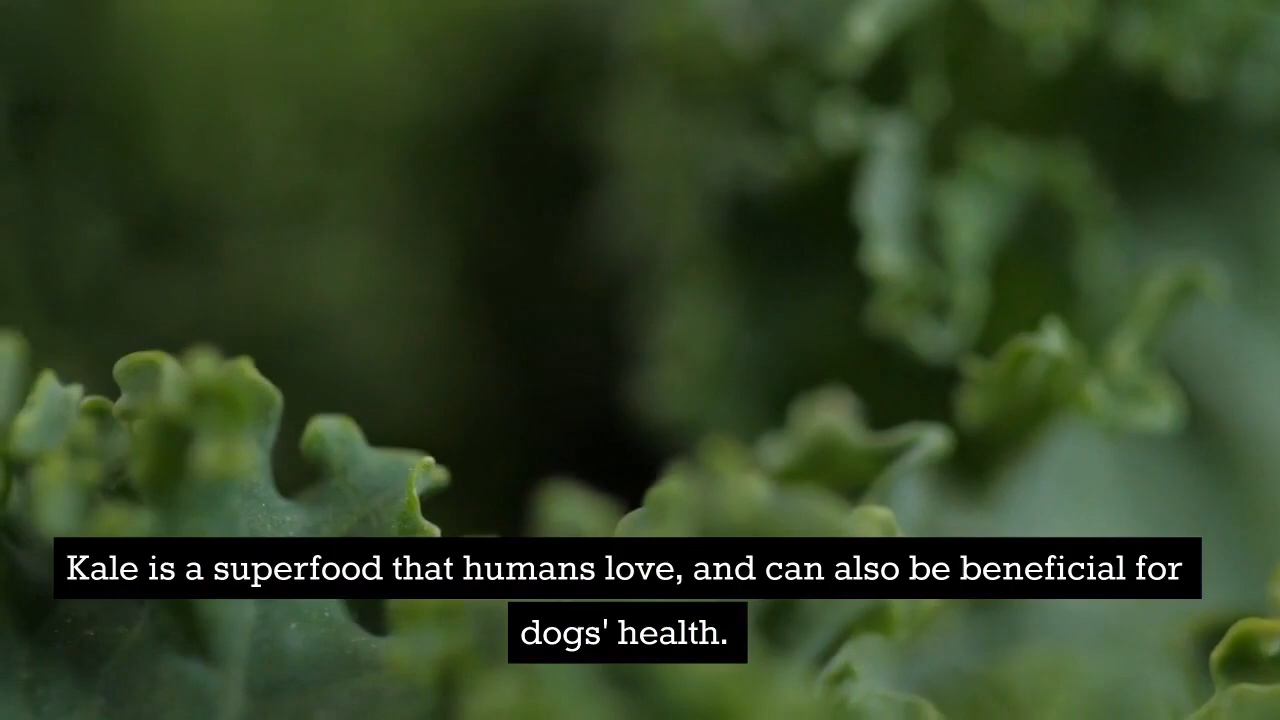 Kale is a superfood that humans love, and can also be beneficial for
dogs' health.